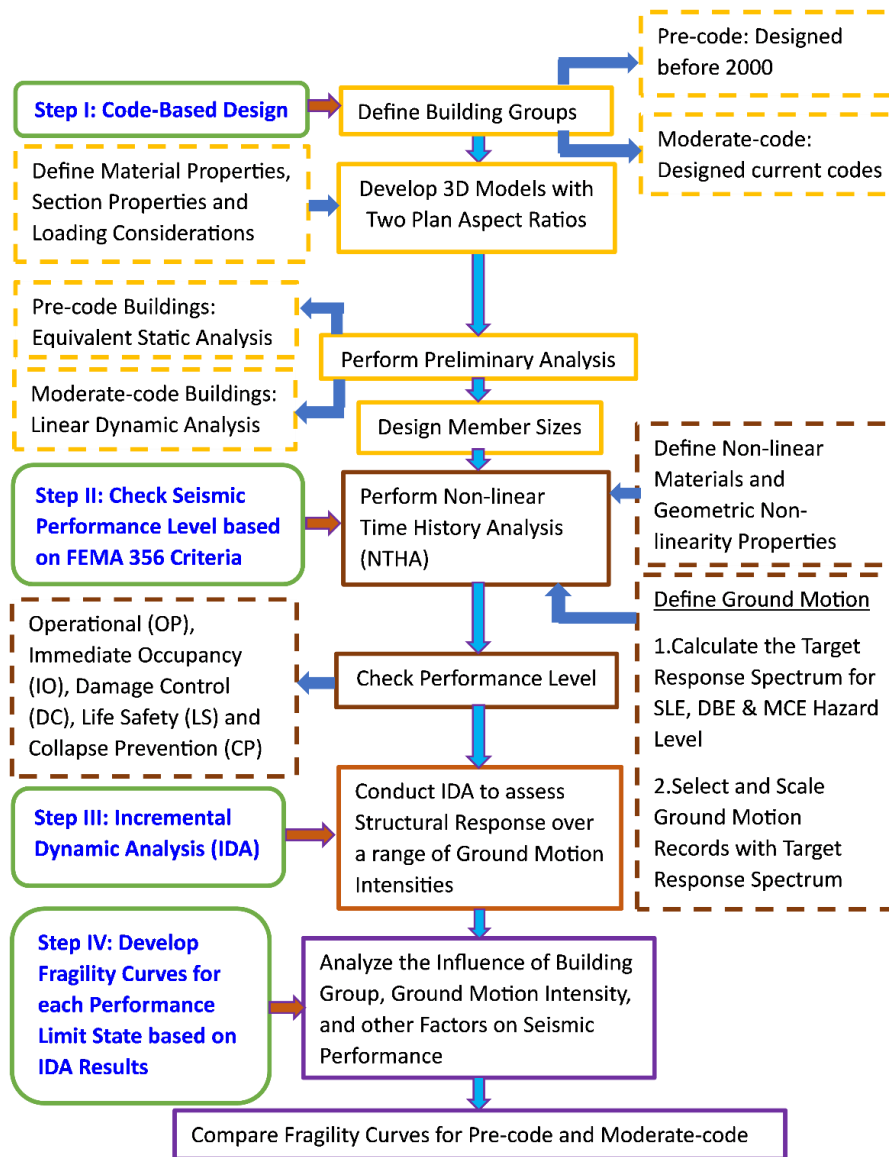 Pre-code: Designed
before 2000
Step I: Code-Based Design
Define Building Groups
Moderate-code:
Designed current codes
Define Material Properties,
Section Properties and
Loading Considerations
Develop 3D Models with
Two Plan Aspect Ratios
Pre-code Buildings:
Equivalent Static Analysis
Perform Preliminary Analysis
Moderate-code Buildings:
Linear Dynamic Analysis
Design Member Sizes
Define Non-linear
Materials and
Geometric Non-
linearity Properties
Step II: Check Seismic
Performance Level based
on FEMA 356 Criteria
Perform Non-linear
Time History Analysis
(NTHA)
Define Ground Motion
1.Calculate the Target
Response Spectrum for
SLE, DBE & MCE Hazard
Level
2.Select and Scale
Ground Motion
Records with Target
Response Spectrum
Operational (OP),
Immediate Occupancy
(IO), Damage Control
(DC), Life Safety (LS) and
Collapse Prevention (CP)
Check Performance Level
Step III: Incremental
Dynamic Analysis (IDA)
Conduct IDA to assess
Structural Response over
a range of Ground Motion
Intensities
Step IV: Develop
Fragility Curves for
each Performance
Limit State based on
IDA Results
Analyze the Influence of Building
Group, Ground Motion Intensity,
and other Factors on Seismic
Performance
Compare Fragility Curves for Pre-code and Moderate-code